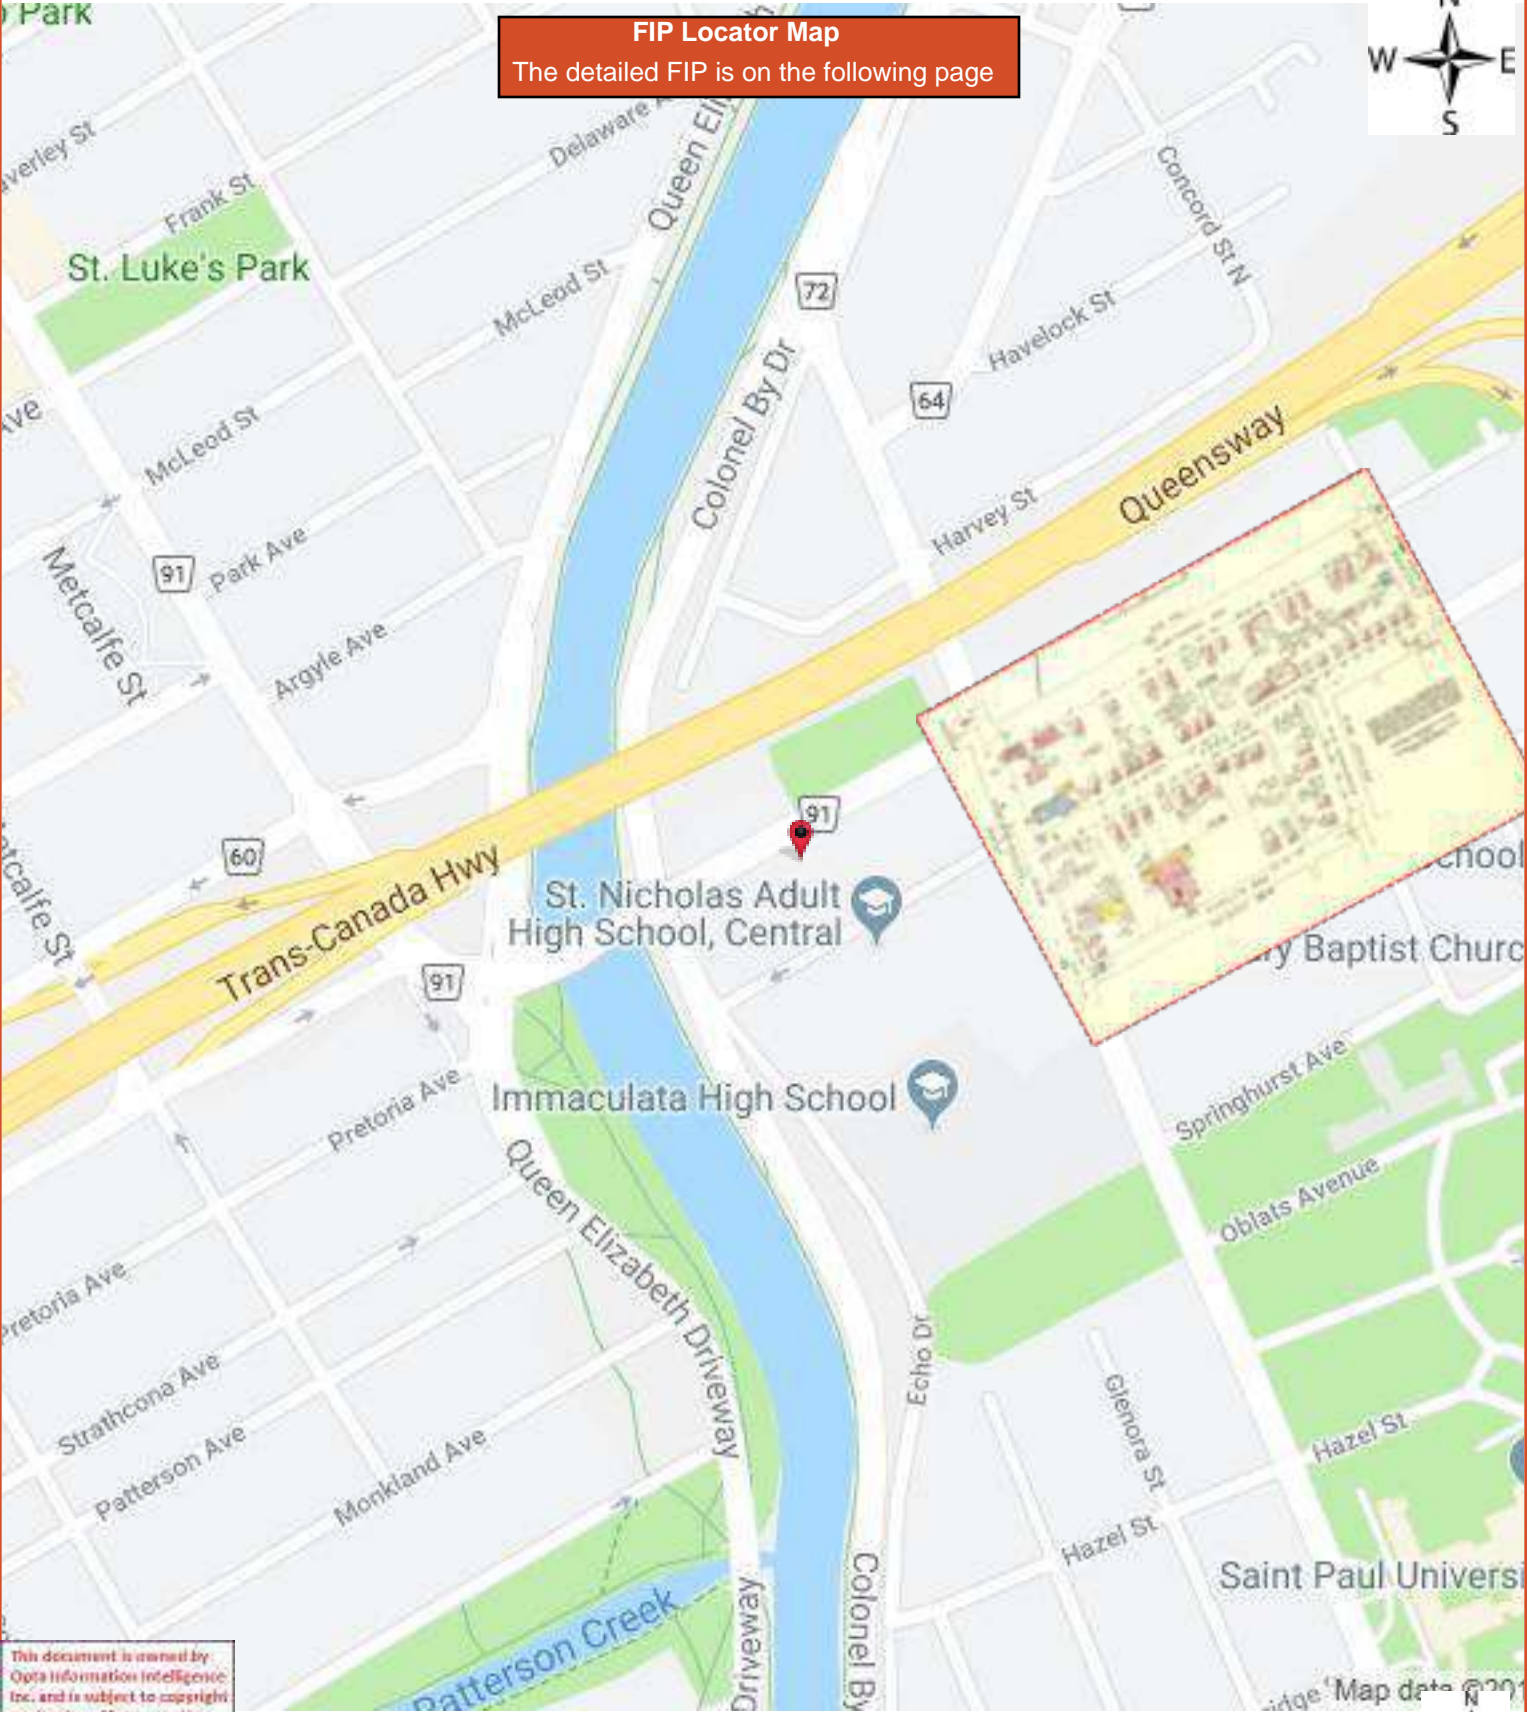 Park
N
FIP Locator Map
The detailed FIP is on the following page
W
E
S
Delaware
Queen Eli
Frank St
Concord St N
St. Luke's Park
McLeod St
72
Havelock St
64
Colonel By Dr
McLeod St
Queensway
Harvey St
Park Ave
91
Metcalfe St
Argyle Ave
91
60
Trans-Canada Hwy
St. Nicholas Adult
High School, Central
91
Springhurst Ave
Immaculata High School
Pretoria Ave
Oblats Avenue
Queen Elizabeth Driveway
Pretoria Ave
Echo Dr
Strathcona Ave
Glenora St
Patterson Ave
Monkland Ave
Hazel St
Hazel St
Saint Paul Universi
Colonel By
Driveway
Patterson Creek
This document is owned by
Opta Information Intelligence
Inc. and is subject to copyright
Map data ©201
N